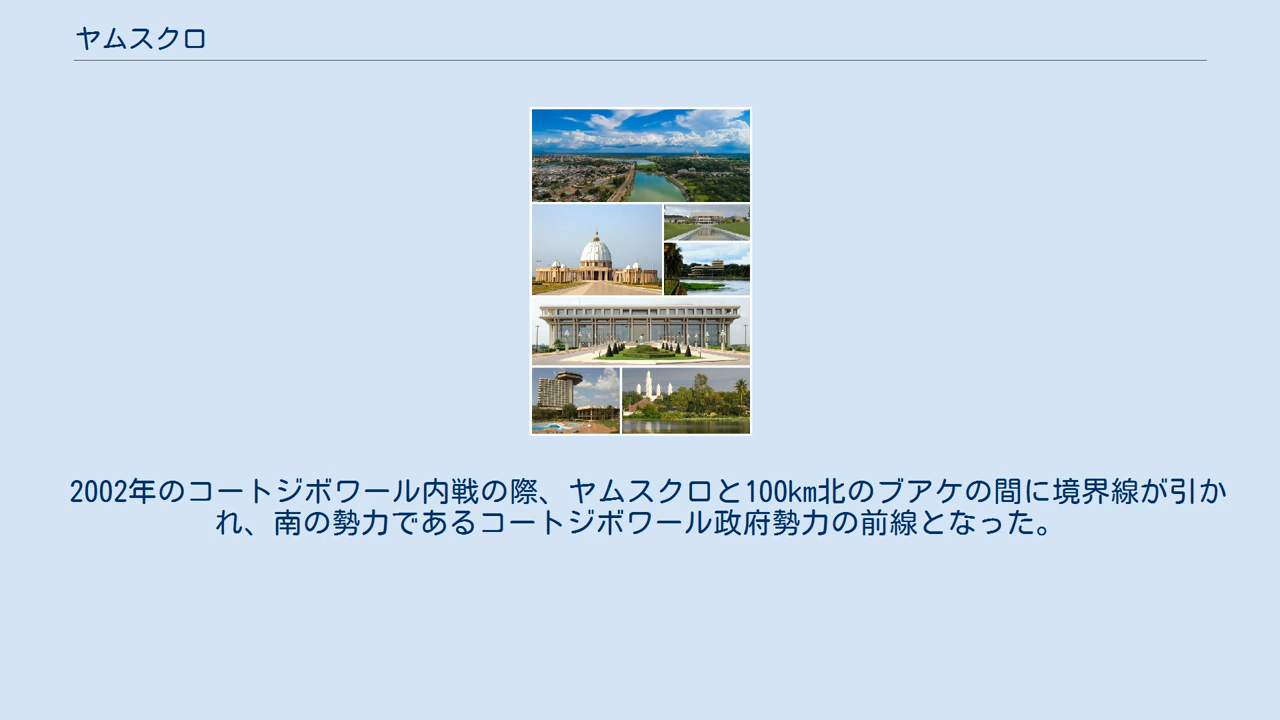 ヤムスクロ
2002年のコートジボワール内戦の際、ヤムスクロと100km北のブアケの間に境界線が引か
れ、南の勢力であるコートジボワール政府勢力の前線となった。